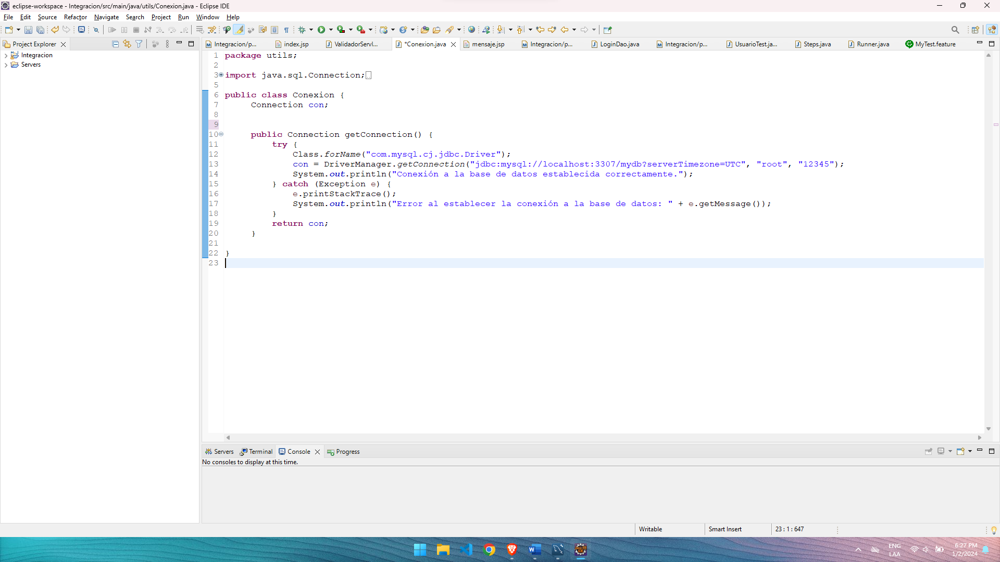 eclipse-workspace - Integracion/src/main/java/utils/Conexion.java - Eclipse IDE
File Edit Source Refactor Navigate Search Project Run Window Help
Project Explorer
Integracion
Servers
Integracion/p... index.jsp ValidadorServl... *Conexion.java mensaje.jsp Integracion/p... LoginDao.java Integracion/p... UsuarioTest.ja... Steps.java Runner.java MyTest.feature
1 package utils;
2
3 import java.sql.Connection;
5
6 public class Conexion {
7 Connection con;
8
9
10 public Connection getConnection() {
11 try {
12 Class.forName("com.mysql.cj.jdbc.Driver");
13 con = DriverManager.getConnection("jdbc:mysql://localhost:3307/mydb?serverTimezone=UTC", "root", "12345");
14 System.out.println("Conexión a la base de datos establecida correctamente.");
15 } catch (Exception e) {
16 e.printStackTrace();
17 System.out.println("Error al establecer la conexión a la base de datos: " + e.getMessage());
18 }
19 return con;
20 }
21
22 }
23
Servers Terminal Console Progress
No consoles to display at this time.
Writable Smart Insert 23 : 1 : 647
ENG
LAA
6:27 PM
1/2/2024